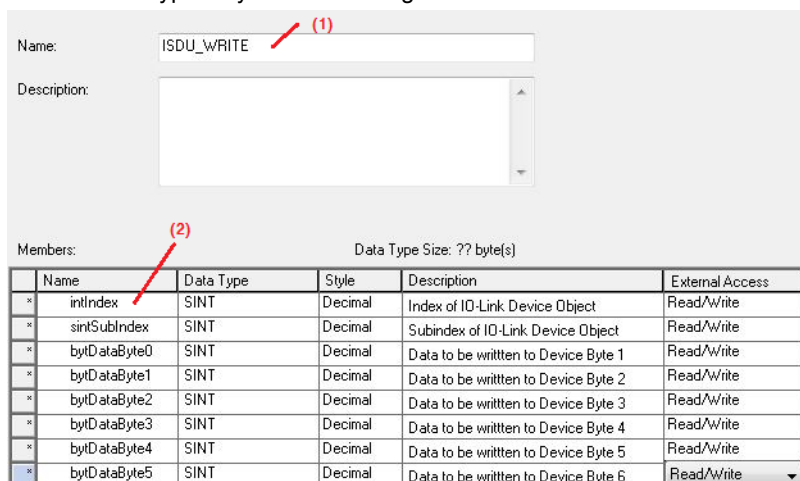 (1)
Name: ISDU_WRITE
Description:
(2)
Members: Data Type Size: ?? byte(s)
Name Data Type Style Description External Access
* intIndex SINT Decimal Index of IO-Link Device Object Read/Write
* sintSubIndex SINT Decimal Subindex of IO-Link Device Object Read/Write
* bytDataByte0 SINT Decimal Data to be writtten to Device Byte 1 Read/Write
* bytDataByte1 SINT Decimal Data to be writtten to Device Byte 2 Read/Write
* bytDataByte2 SINT Decimal Data to be writtten to Device Byte 3 Read/Write
* bytDataByte3 SINT Decimal Data to be writtten to Device Byte 4 Read/Write
* bytDataByte4 SINT Decimal Data to be writtten to Device Byte 5 Read/Write
* bytDataByte5 SINT Decimal Data to be writtten to Device Byte 6 Read/Write